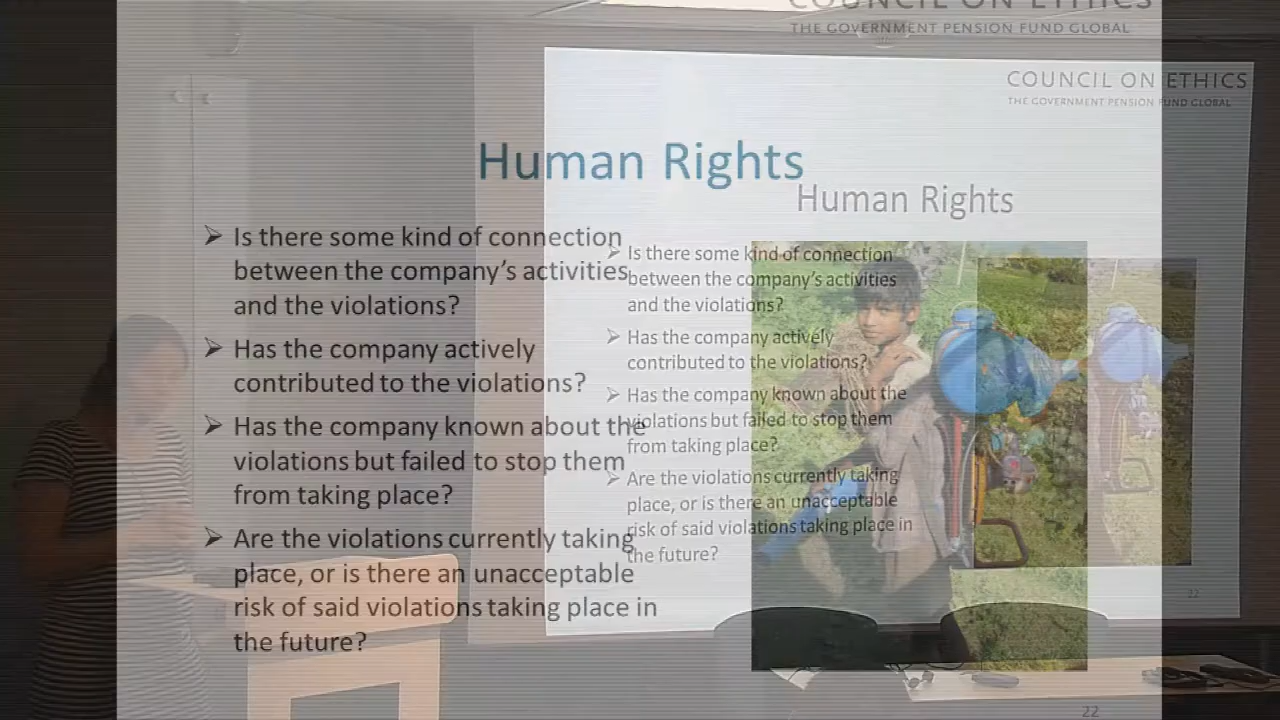 COUNCIL ON ETHICS
THE GOVERNMENT PENSION FUND GLOBAL
COUNCIL ON ETHICS
THE GOVERNMENT PENSION FUND GLOBAL
Human Rights
➢ Is there some kind of connection
between the company's activities
and the violations?
➢ Has the company actively
contributed to the violations?
➢ Has the company known about the
violations but failed to stop them
from taking place?
➢ Are the violations currently taking
place, or is there an unacceptable
risk of said violations taking place in
the future?
22
Human Rights
➢ Is there some kind of connection
between the company's activities
and the violations?
➢ Has the company actively
contributed to the violations?
➢ Has the company known about the
violations but failed to stop them
from taking place?
➢ Are the violations currently taking
place, or is there an unacceptable
risk of said violations taking place in
the future?
22